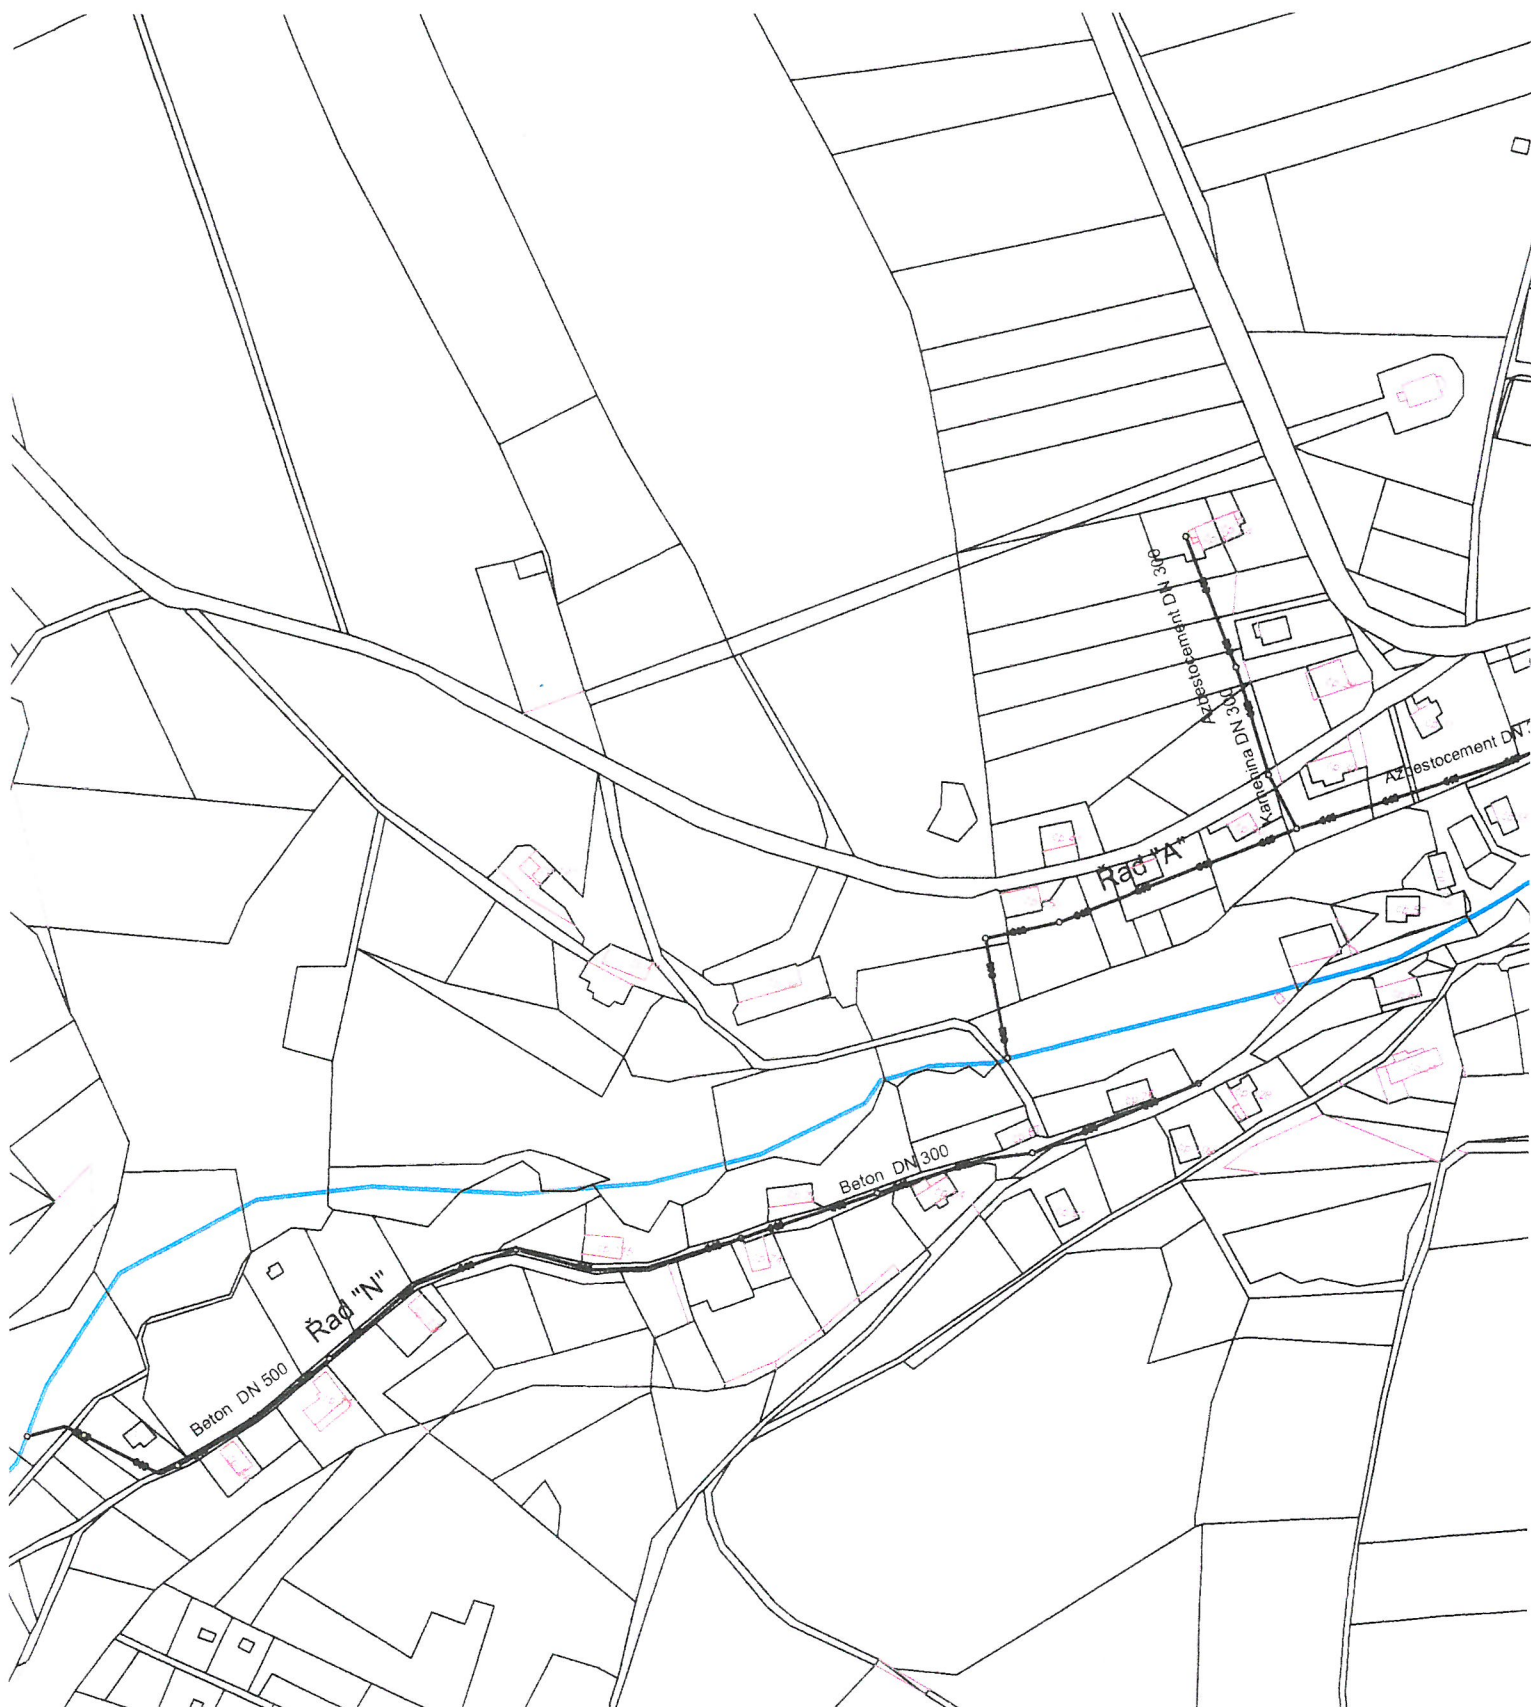 Azbestocement DN 300
Kamenina DN 300
Azbestocement DN
Řad "A"
Beton DN 300
Řad "N"
Beton DN 500